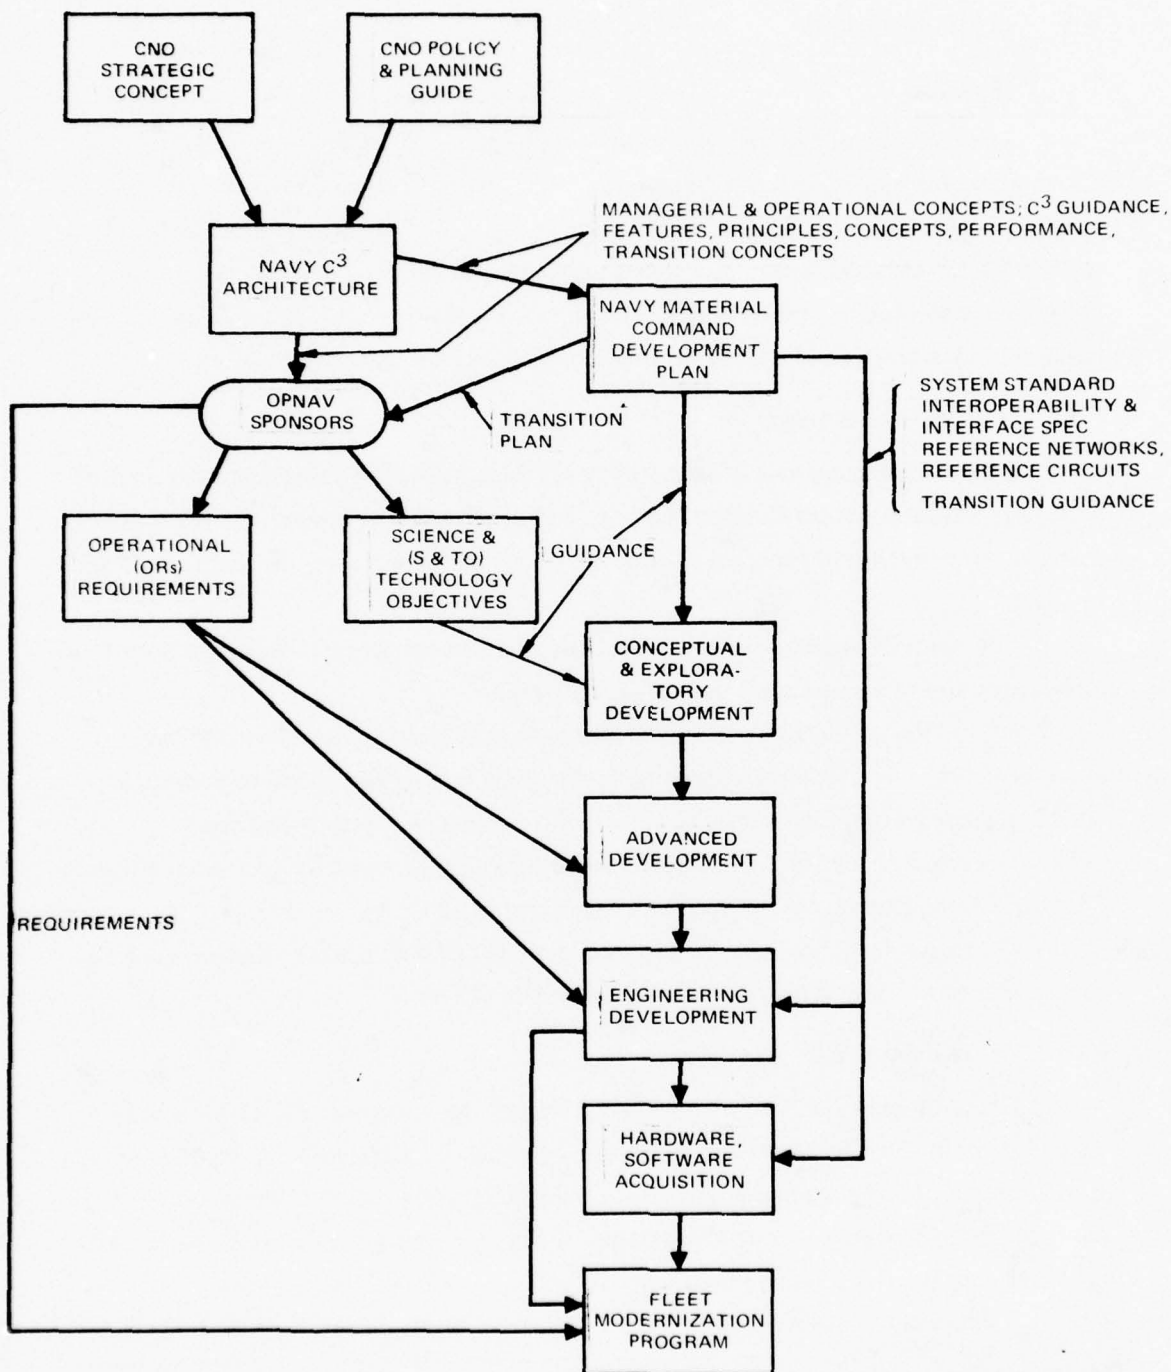 CNO
STRATEGIC
CONCEPT
CNO POLICY
& PLANNING
GUIDE
MANAGERIAL & OPERATIONAL CONCEPTS; C³ GUIDANCE,
FEATURES, PRINCIPLES, CONCEPTS, PERFORMANCE,
TRANSITION CONCEPTS
NAVY C³
ARCHITECTURE
NAVY MATERIAL
COMMAND
DEVELOPMENT
PLAN
OPNAV
SPONSORS
TRANSITION
PLAN
SYSTEM STANDARD
INTEROPERABILITY &
INTERFACE SPEC
REFERENCE NETWORKS,
REFERENCE CIRCUITS
TRANSITION GUIDANCE
OPERATIONAL
(ORs)
REQUIREMENTS
SCIENCE &
(S & TO)
TECHNOLOGY
OBJECTIVES
GUIDANCE
CONCEPTUAL
& EXPLORA-
TORY
DEVELOPMENT
ADVANCED
DEVELOPMENT
REQUIREMENTS
ENGINEERING
DEVELOPMENT
HARDWARE,
SOFTWARE
ACQUISITION
FLEET
MODERNIZATION
PROGRAM